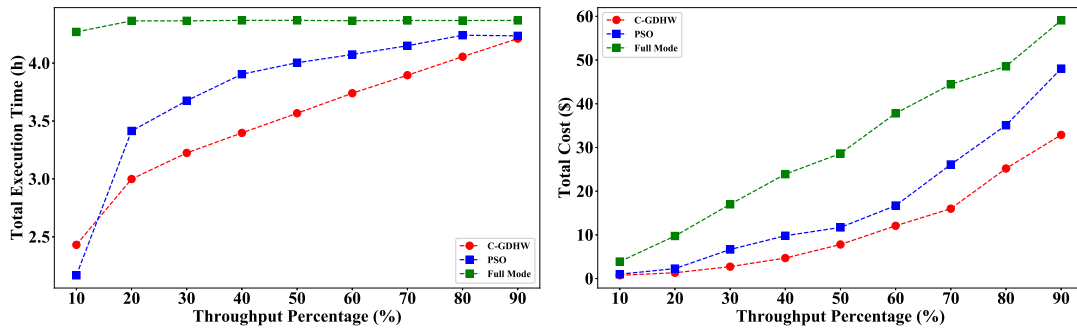 Total Execution Time (h)
4.0
3.5
3.0
2.5
10 20 30 40 50 60 70 80 90
Throughput Percentage (%)
C-GDHW
PSO
Full Mode
Total Cost ($)
60
50
40
30
20
10
0
C-GDHW
PSO
Full Mode
10 20 30 40 50 60 70 80 90
Throughput Percentage (%)